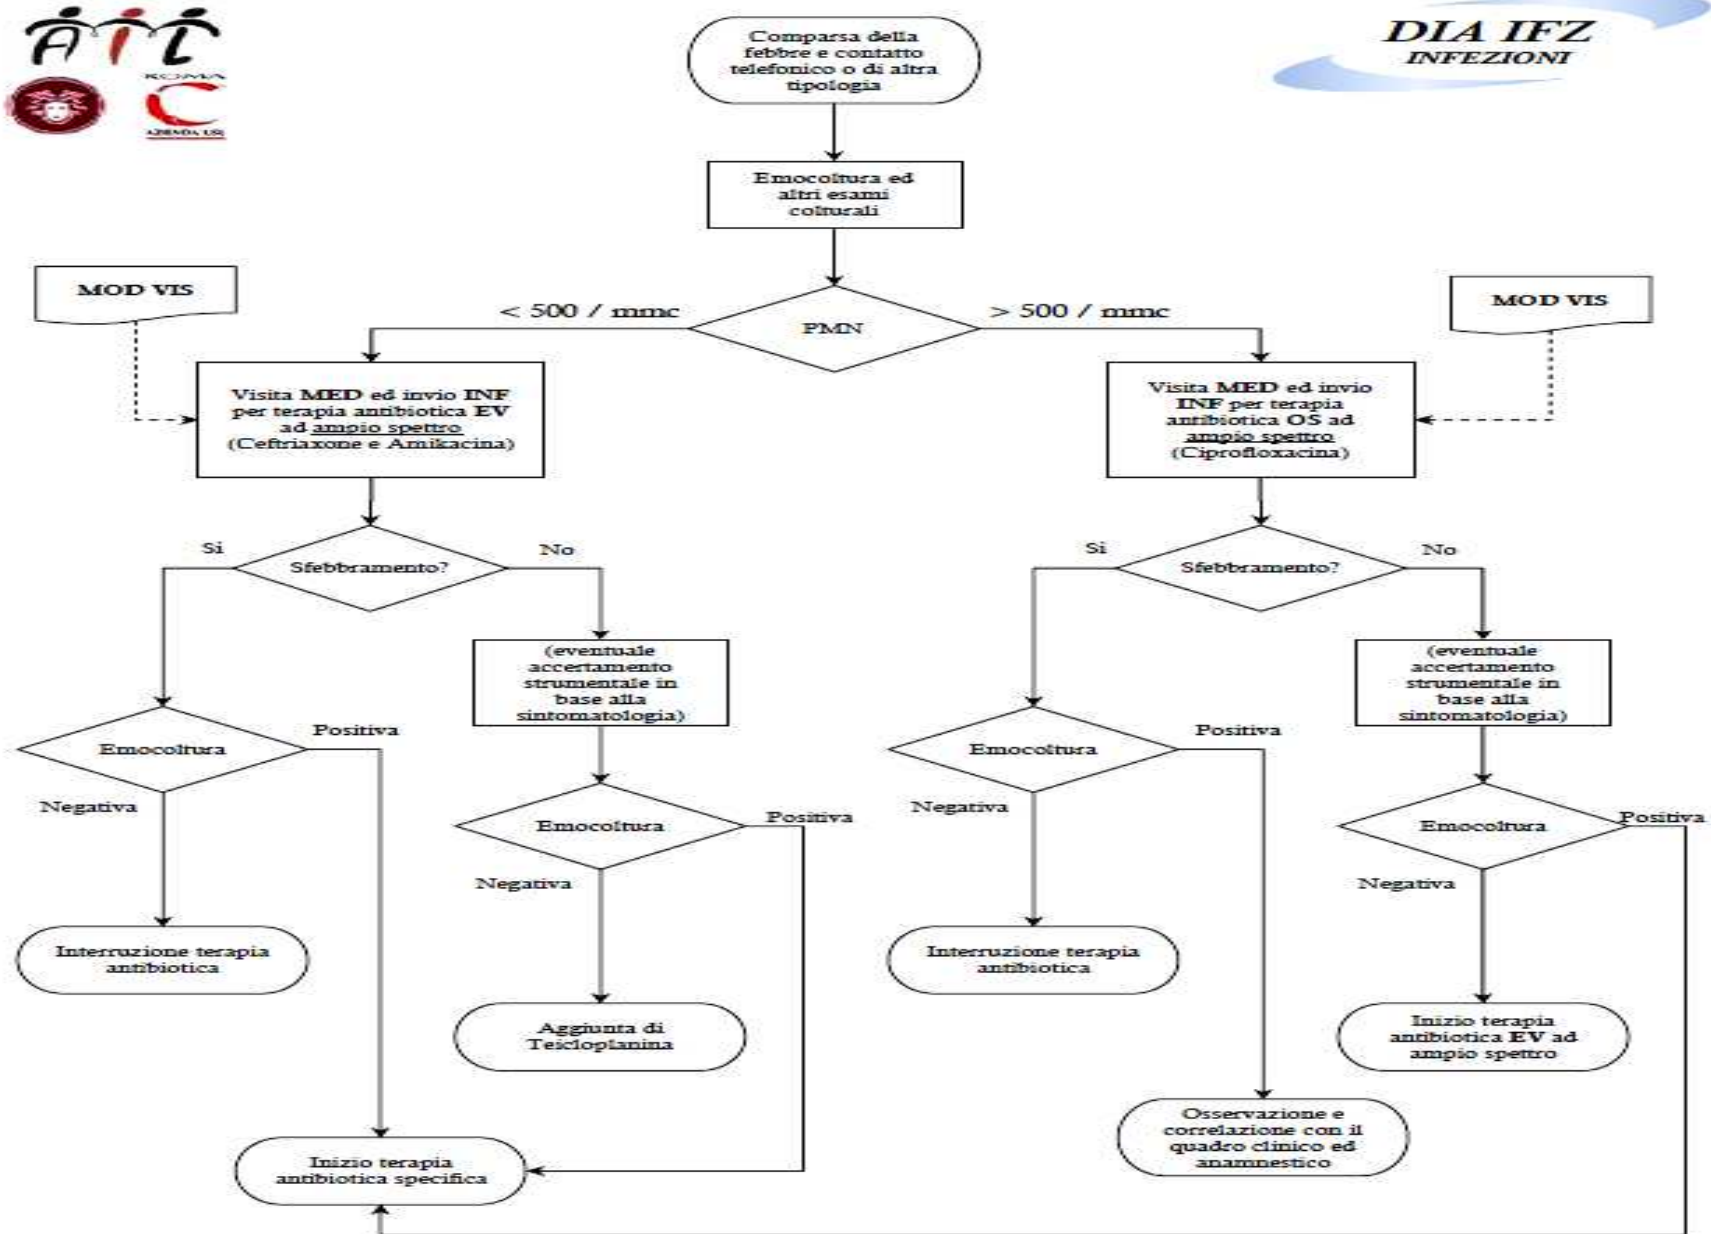 AIL
ROMA
C
AZIENDA USL
DIA IFZ
INFEZIONI
Comparsa della
febbre e contatto
telefonico o di altra
tipologia
Emocoltura ed
altri esami
colturali
MOD VIS
< 500 / mmc
PMN
> 500 / mmc
MOD VIS
Visita MED ed invio INF
per terapia antibiotica EV
ad ampio spettro
(Ceftriaxone e Amikacina)
Visita MED ed invio
INF per terapia
antibiotica OS ad
ampio spettro
(Ciprofloxacina)
Si
Sfebbramento?
No
Si
Sfebbramento?
No
(eventuale
accertamento
strumentale in
base alla
sintomatologia)
(eventuale
accertamento
strumentale in
base alla
sintomatologia)
Emocoltura
Positiva
Negativa
Emocoltura
Positiva
Negativa
Emocoltura
Positiva
Negativa
Emocoltura
Positiva
Negativa
Interruzione terapia
antibiotica
Aggiunta di
Teicloplanina
Interruzione terapia
antibiotica
Inizio terapia
antibiotica EV ad
ampio spettro
Inizio terapia
antibiotica specifica
Osservazione e
correlazione con il
quadro clinico ed
anamnestico